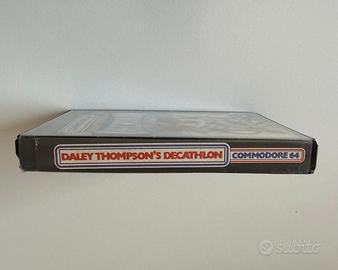 DALEY THOMPSON'S DECATHLON COMMODORE 64
subito